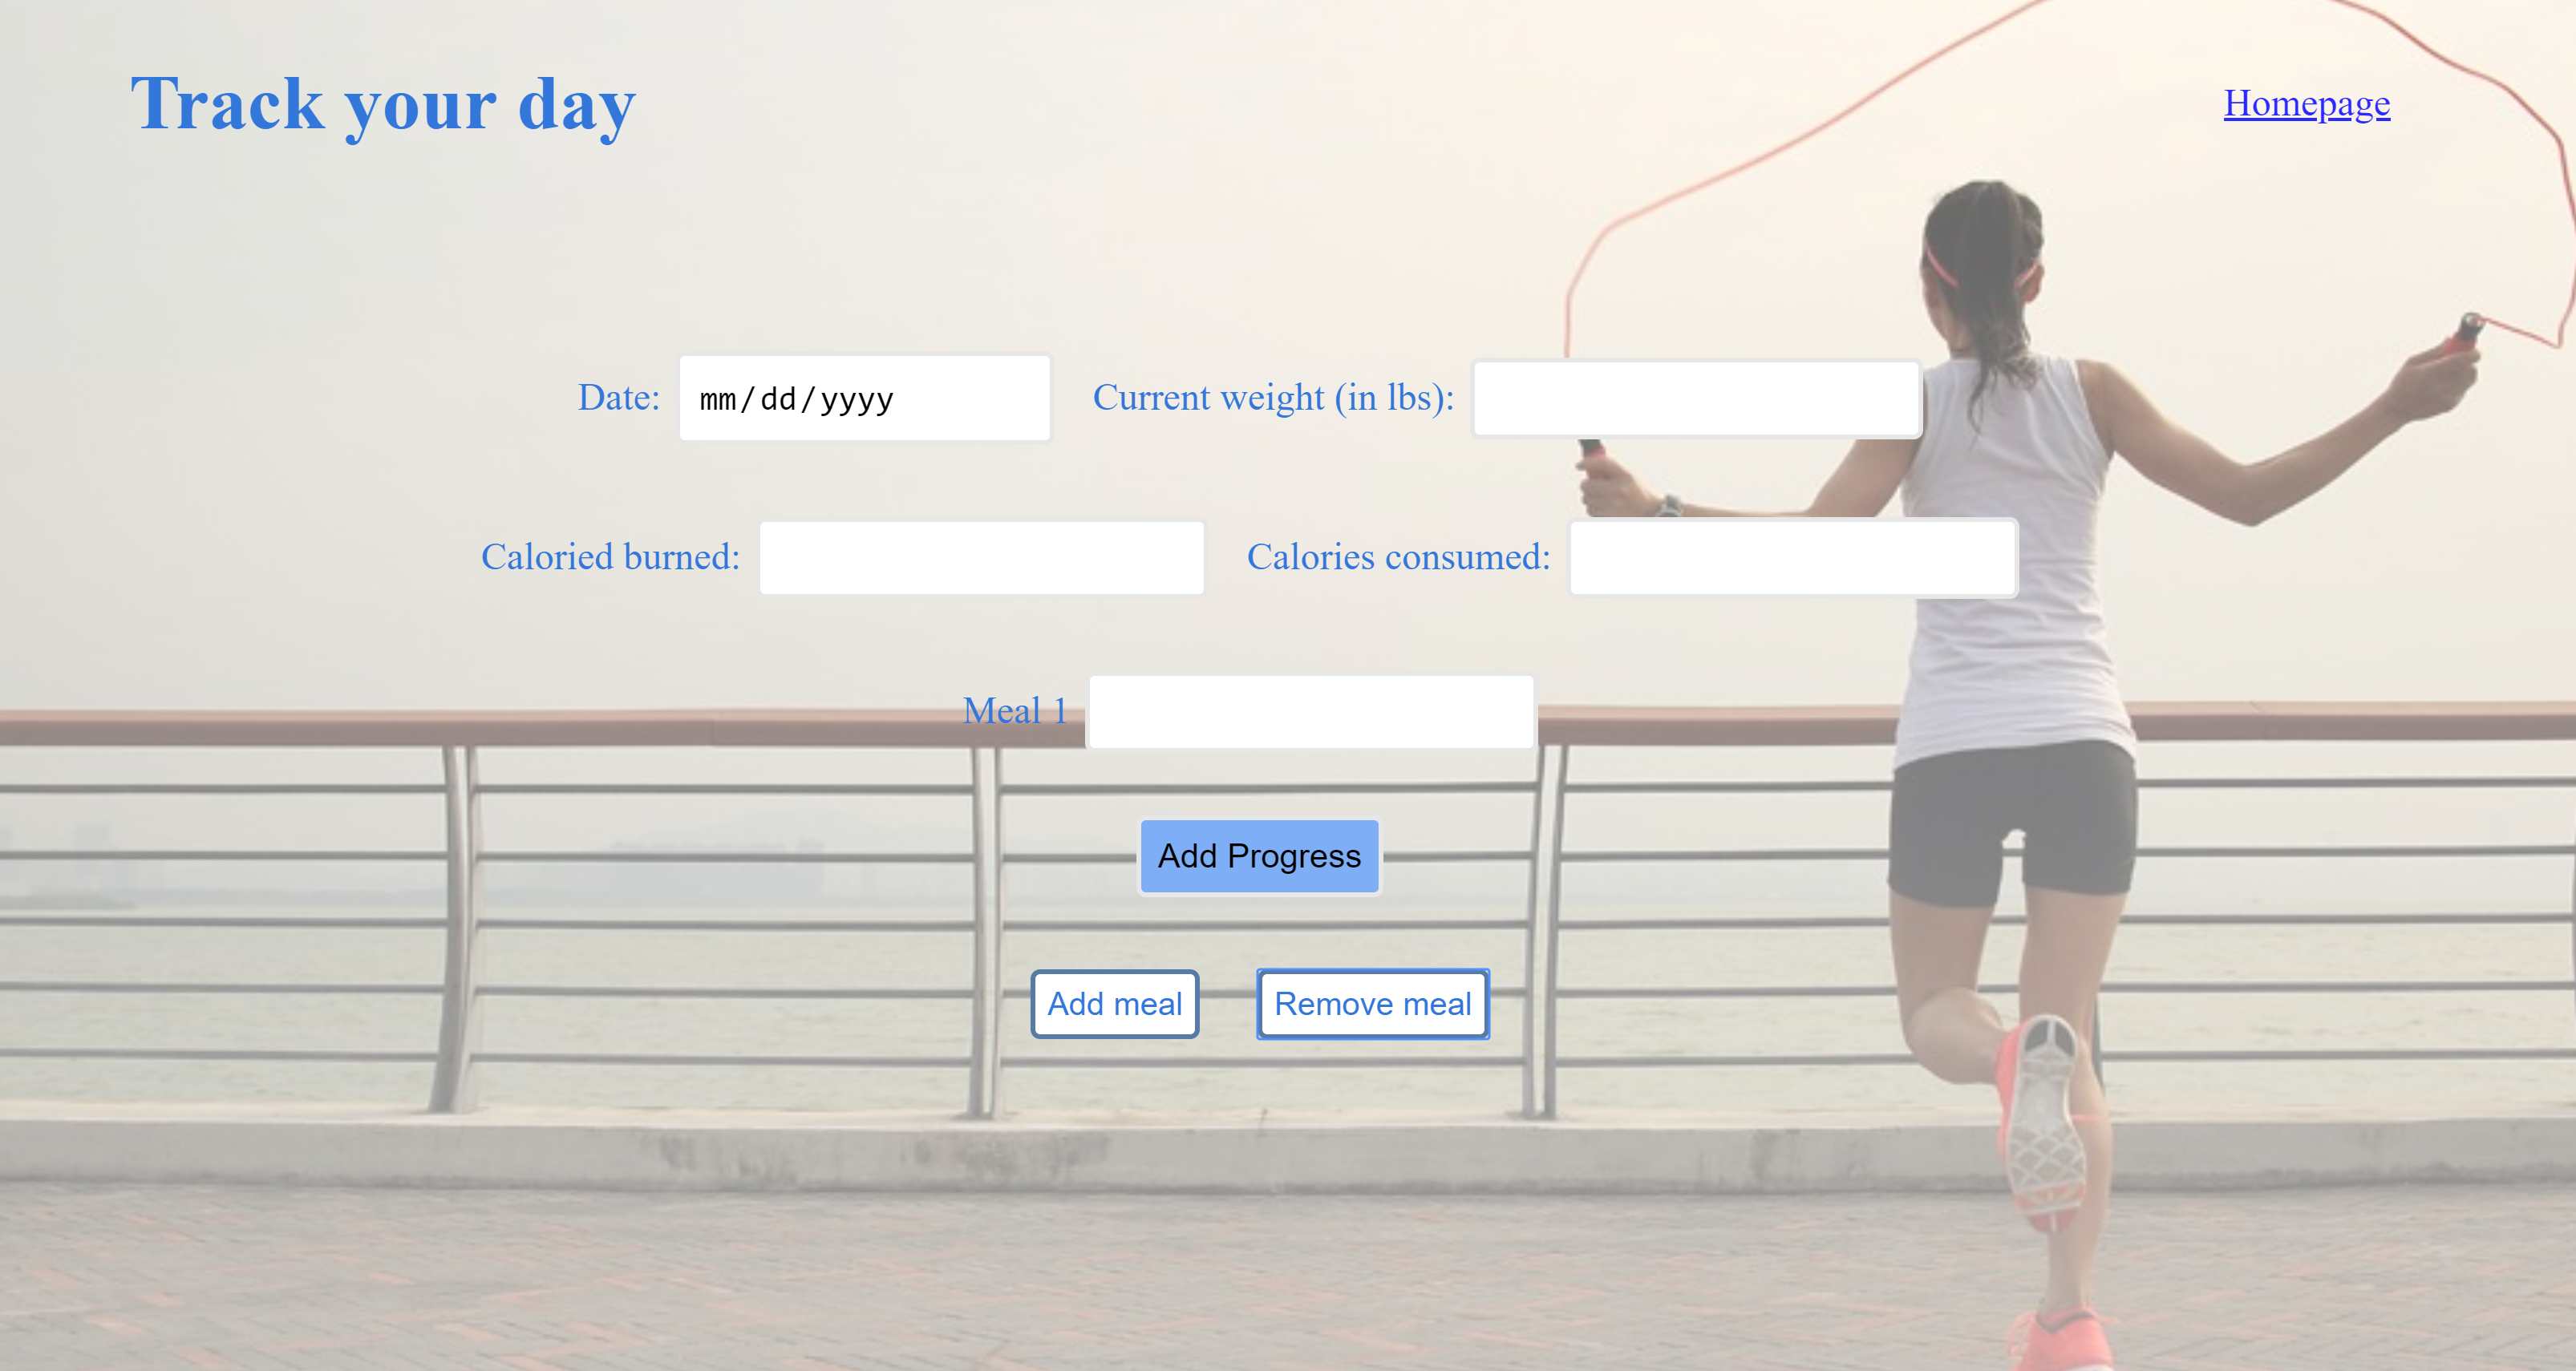 Track your day
Homepage
Date: mm/dd/yyyy Current weight (in lbs):
Caloried burned: Calories consumed:
Meal 1
Add Progress
Add meal Remove meal